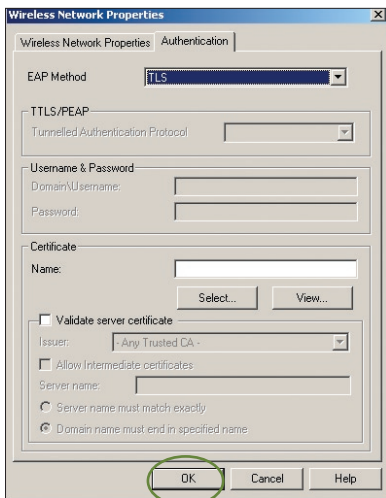 Wireless Network Properties
Wireless Network Properties Authentication
EAP Method TLS
TTLS/PEAP
Tunnelled Authentication Protocol
Username & Password
Domain\Username:
Password:
Certificate
Name:
Select... View...
Validate server certificate
Issuer: - Any Trusted CA -
Allow Intermediate certificates
Server name:
Server name must match exactly
Domain name must end in specified name
OK Cancel Help